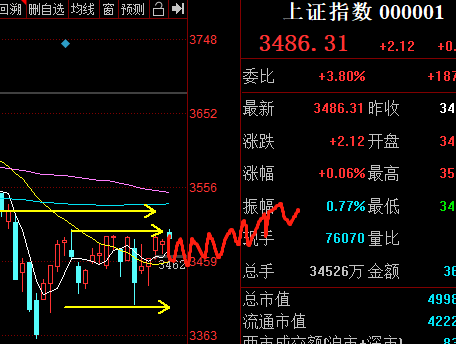 回溯 删自选 均线 窗 预测
3748
3652
3556
3459
3363
3462
上证指数 000001
3486.31 +2.12 +0.
委比 +3.80% +187
最新 3486.31 昨收 34
涨跌 +2.12 开盘 34
涨幅 +0.06% 最高 35
振幅 0.77% 最低 34
手 76070 量比
总手 34526万 金额 36
总市值 4998
流通市值 4222